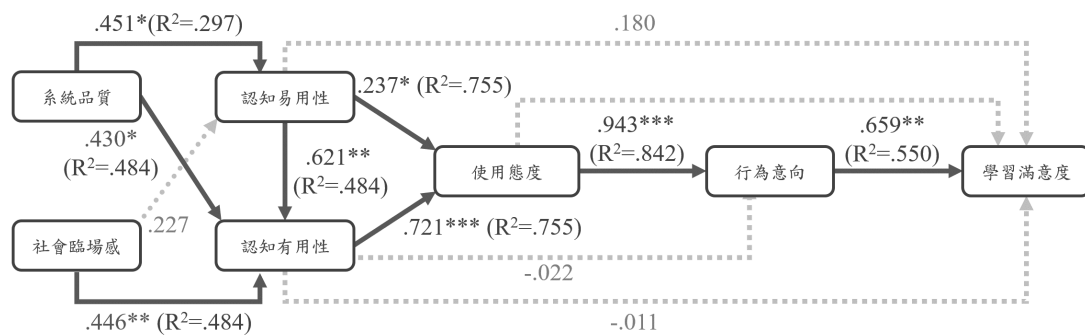 .451*(R²=.297)
.180
系統品質
認知易用性
.237* (R²=.755)
.430*
(R²=.484)
.621**
(R²=.484)
.943***
(R²=.842)
.659**
(R²=.550)
使用態度
行為意向
學習滿意度
.227
社會臨場感
認知有用性
.721*** (R²=.755)
-.022
.446** (R²=.484)
-.011